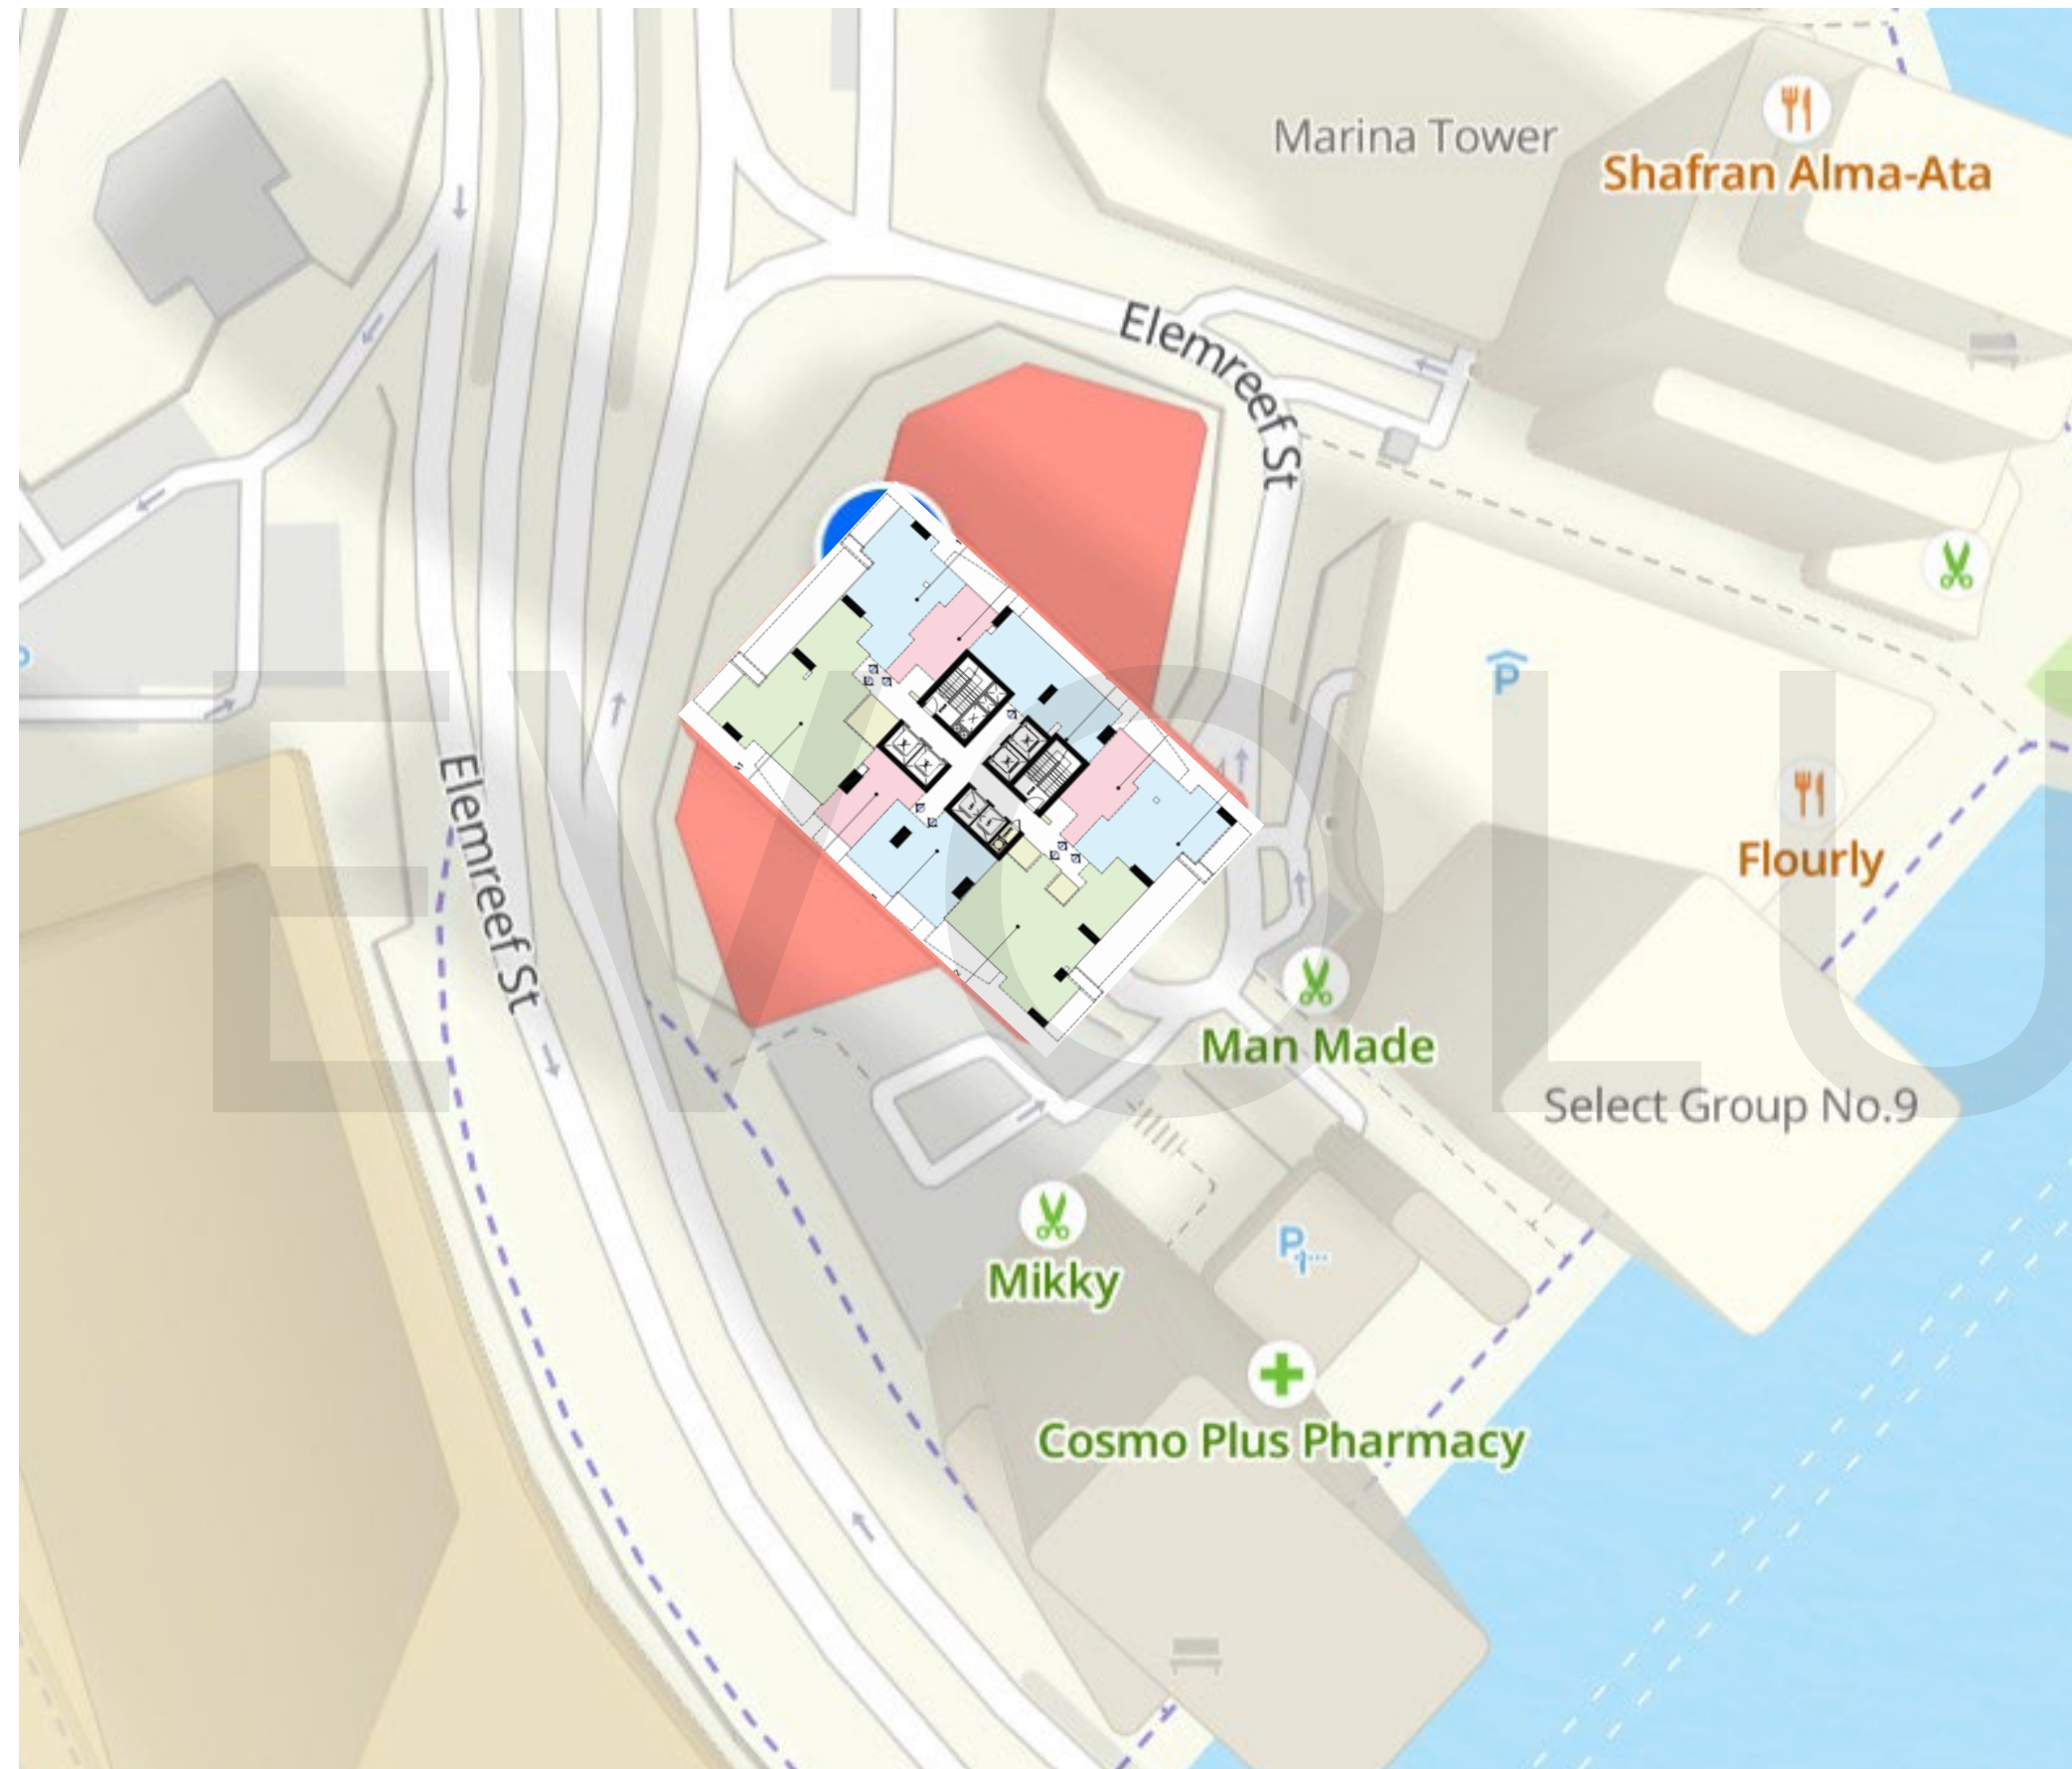 Marina Tower
Shafran Alma-Ata
Elemreef St
P
Elemreef St
Flourly
EVOLU
Man Made
Select Group No.9
Mikky
P...
Cosmo Plus Pharmacy